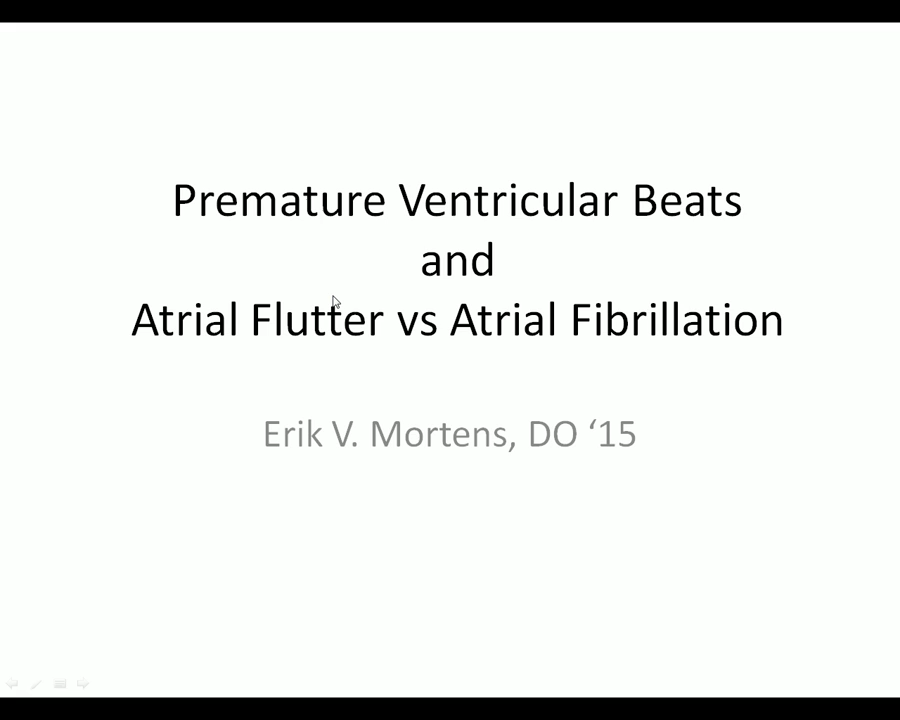 Premature Ventricular Beats
and
Atrial Flutter vs Atrial Fibrillation
Erik V. Mortens, DO ‘15